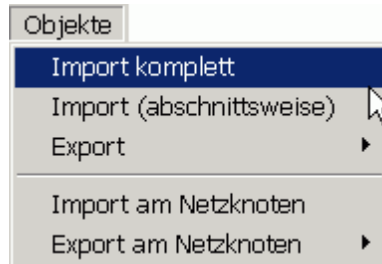 Objekte
Import komplett
Import (abschnittsweise)
Export
Import am Netzknoten
Export am Netzknoten